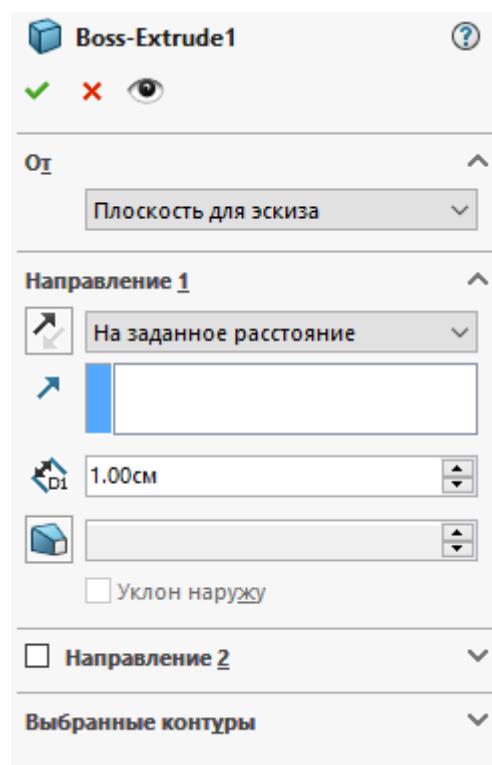 Boss-Extrude1
От
Плоскость для эскиза
Направление 1
На заданное расстояние
D1
1.00см
Уклон наружу
Направление 2
Выбранные контуры